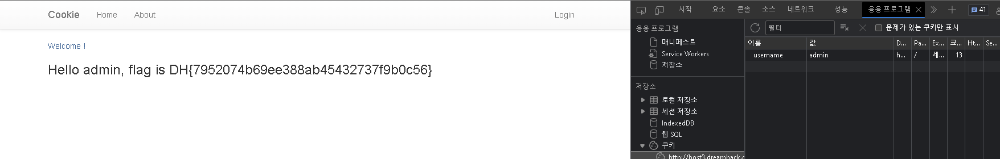 Cookie Home About Login
Welcome !
Hello admin, flag is DH{7952074b69ee388ab45432737f9b0c56}
시작 요소 콘솔 소스 네트워크 성능 응용 프로그램 41
응용 프로그램
매니페스트
Service Workers
저장소
저장소
로컬 저장소
세션 저장소
IndexedDB
웹 SQL
쿠키
http://host3.dreamhack.c
필터 문제가 있는 쿠키만 표시
이름 값 D... Pa... Ex... 크... Ht... Se...
username admin h... / 세... 13